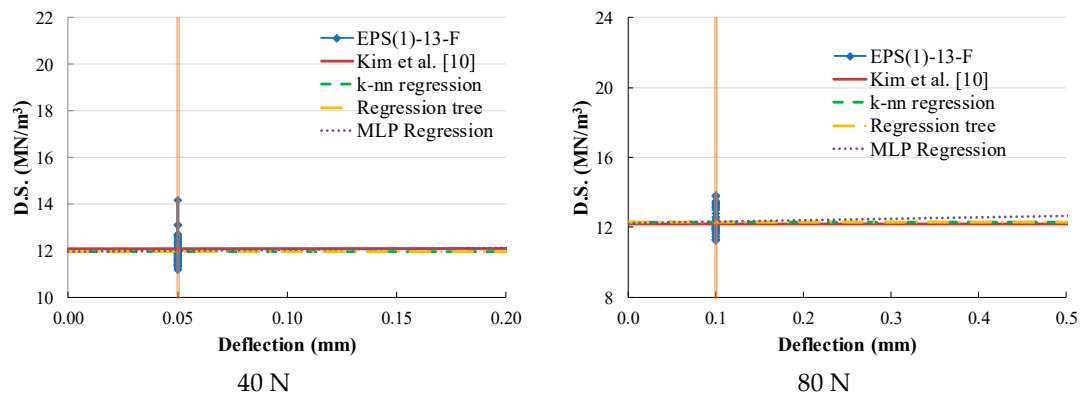 22
20
18
16
14
12
10
D.S. (MN/m³)
EPS(1)-13-F
Kim et al. [10]
k-nn regression
Regression tree
MLP Regression
0.00 0.05 0.10 0.15 0.20
Deflection (mm)
40 N
24
20
16
12
8
D.S. (MN/m³)
EPS(1)-13-F
Kim et al. [10]
k-nn regression
Regression tree
MLP Regression
0.0 0.1 0.2 0.3 0.4 0.5
Deflection (mm)
80 N